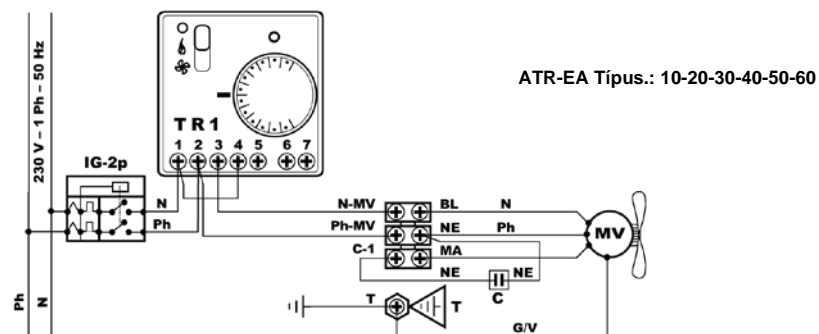 230 V – 1 Ph – 50 Hz
ATR-EA Típus.: 10-20-30-40-50-60
TR1
1 2 3 4 5 6 7
IG-2p
N
Ph
N-MV BL N
Ph-MV NE Ph
MV
C-1 MA
NE NE
C
T T
Ph
N
G/V